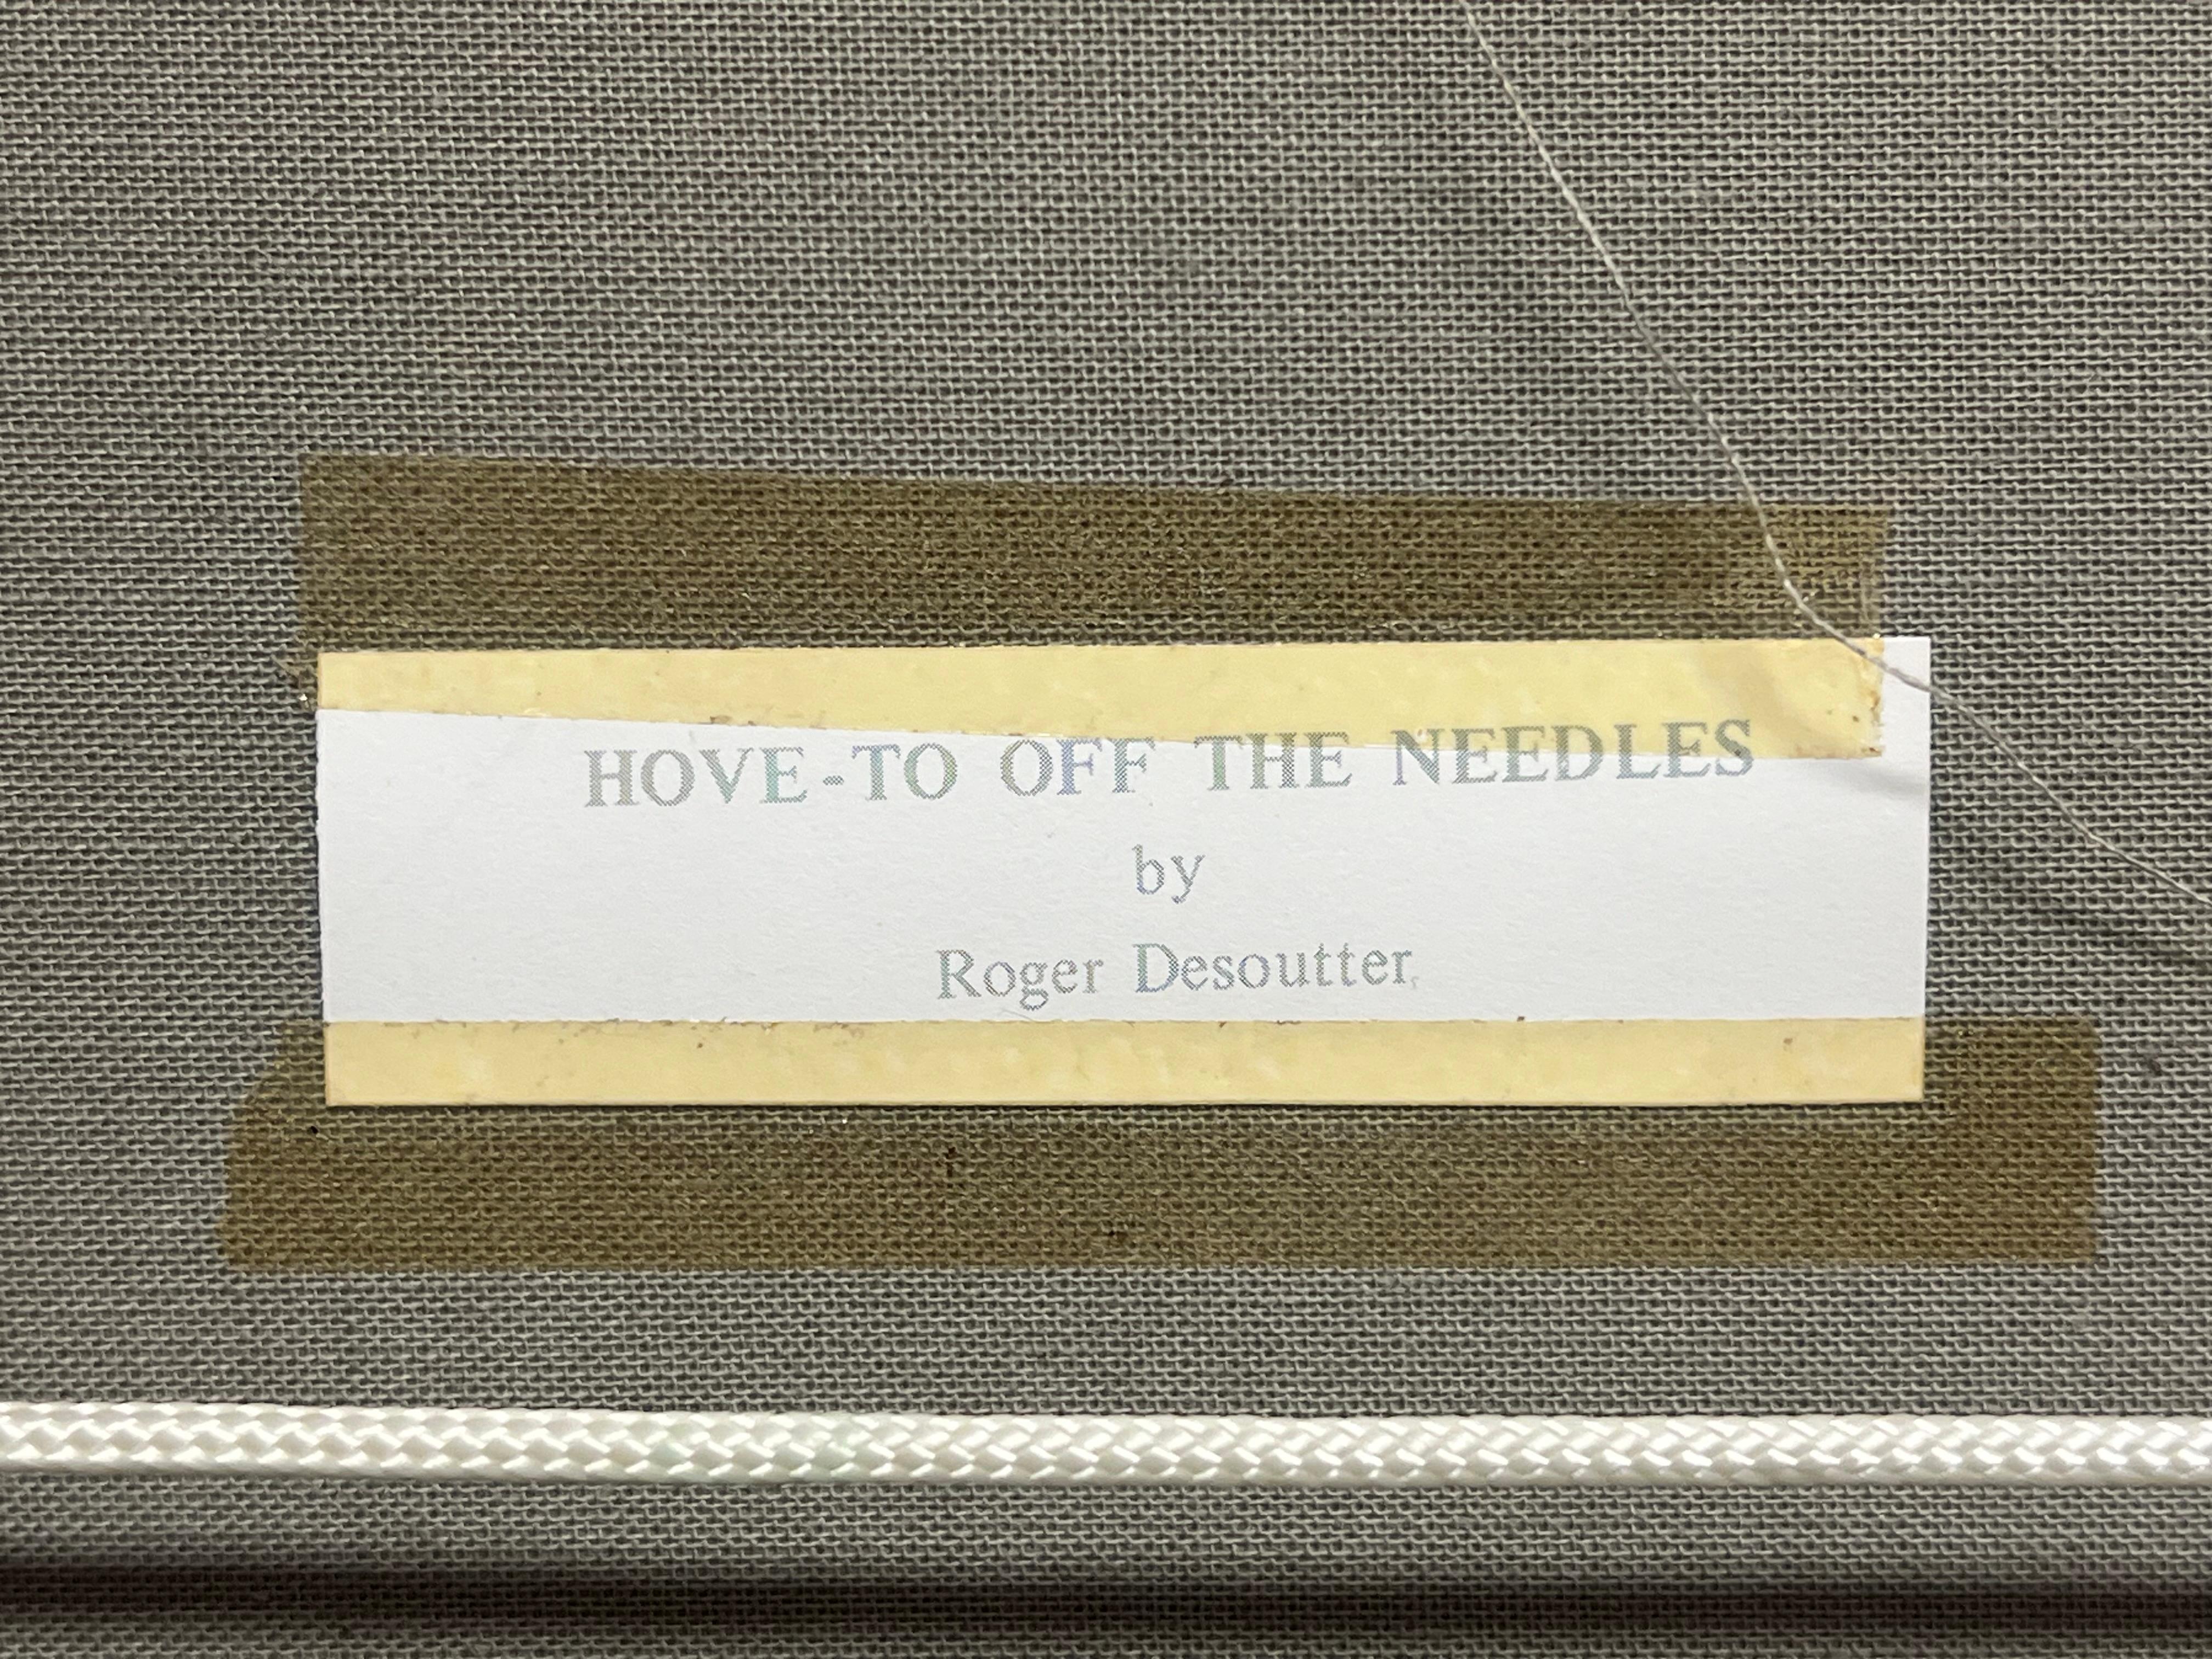 HOVE-TO OFF THE NEEDLES
by
Roger Desoutter